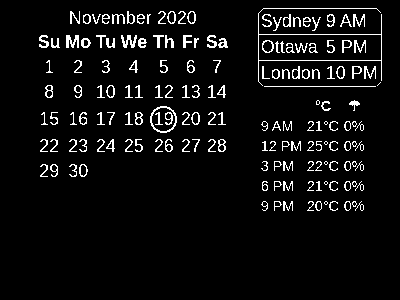 November 2020
Su Mo Tu We Th Fr Sa
1 2 3 4 5 6 7
8 9 10 11 12 13 14
15 16 17 18 19 20 21
22 23 24 25 26 27 28
29 30
Sydney 9 AM
Ottawa 5 PM
London 10 PM
°C ☂
9 AM 21°C 0%
12 PM 25°C 0%
3 PM 22°C 0%
6 PM 21°C 0%
9 PM 20°C 0%